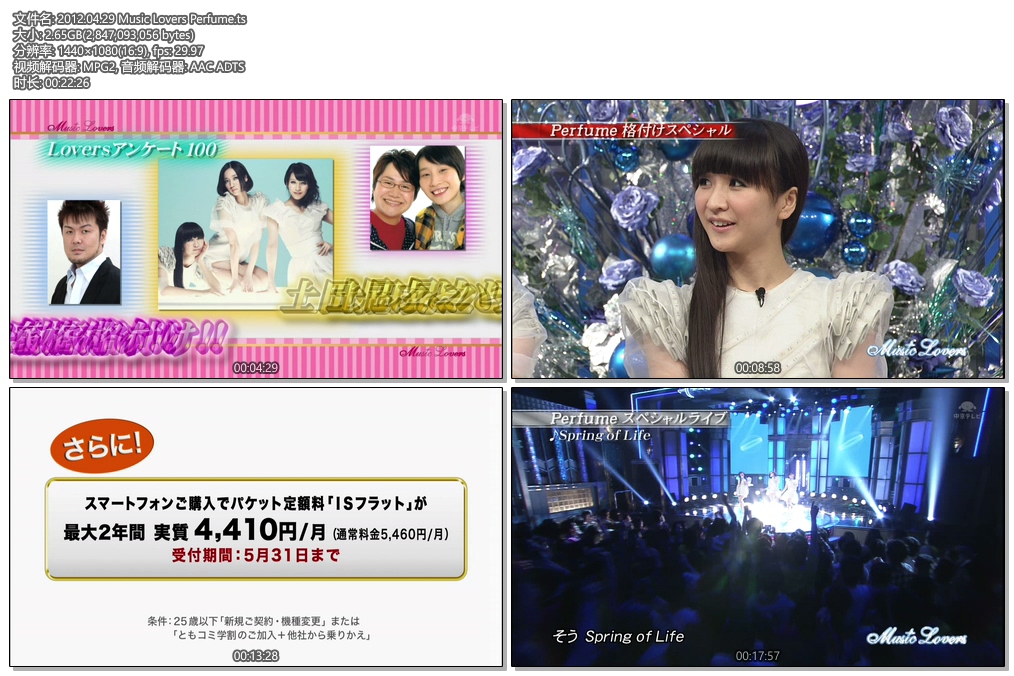 文件名: 2012.04.29 Music Lovers Perfume.ts
大小: 2.65GB(2,847,093,056 bytes)
分辨率: 1440×1080(16:9), fps: 29.97
视频解码器: MPG2, 音频解码器: AAC ADTS
时长: 00:22:26
Music Lovers
Loversアンケート100
Music Lovers
00:04:29
Perfume 格付けスペシャル
Music Lovers
00:08:58
さらに!
スマートフォンご購入でパケット定額料「ISフラット」が
最大2年間 実質 4,410円/月 (通常料金5,460円/月)
受付期間:5月31日まで
条件:25歳以下「新規ご契約・機種変更」 または
「ともコミ学割のご加入+他社から乗りかえ」
00:13:28
Perfume スペシャルライブ
♪Spring of Life
中京テレビ
そう Spring of Life
Music Lovers
00:17:57